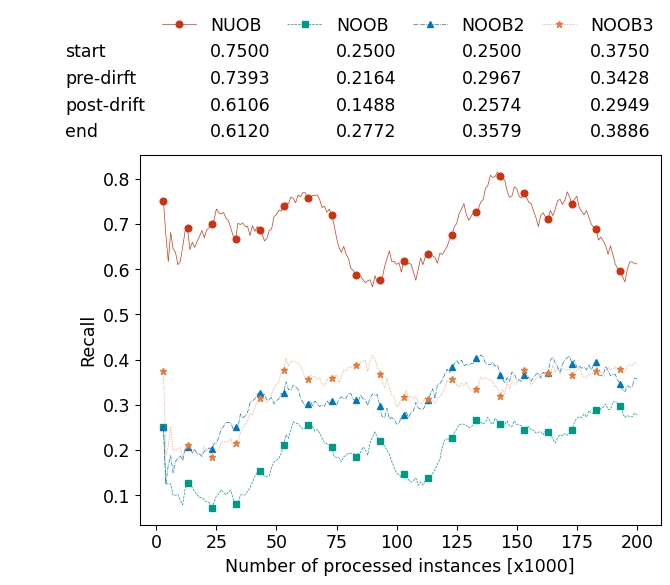 NUOB NOOB NOOB2 NOOB3
start 0.7500 0.2500 0.2500 0.3750
pre-dirft 0.7393 0.2164 0.2967 0.3428
post-drift 0.6106 0.1488 0.2574 0.2949
end 0.6120 0.2772 0.3579 0.3886
Recall
0.8
0.7
0.6
0.5
0.4
0.3
0.2
0.1
0 25 50 75 100 125 150 175 200
Number of processed instances [x1000]